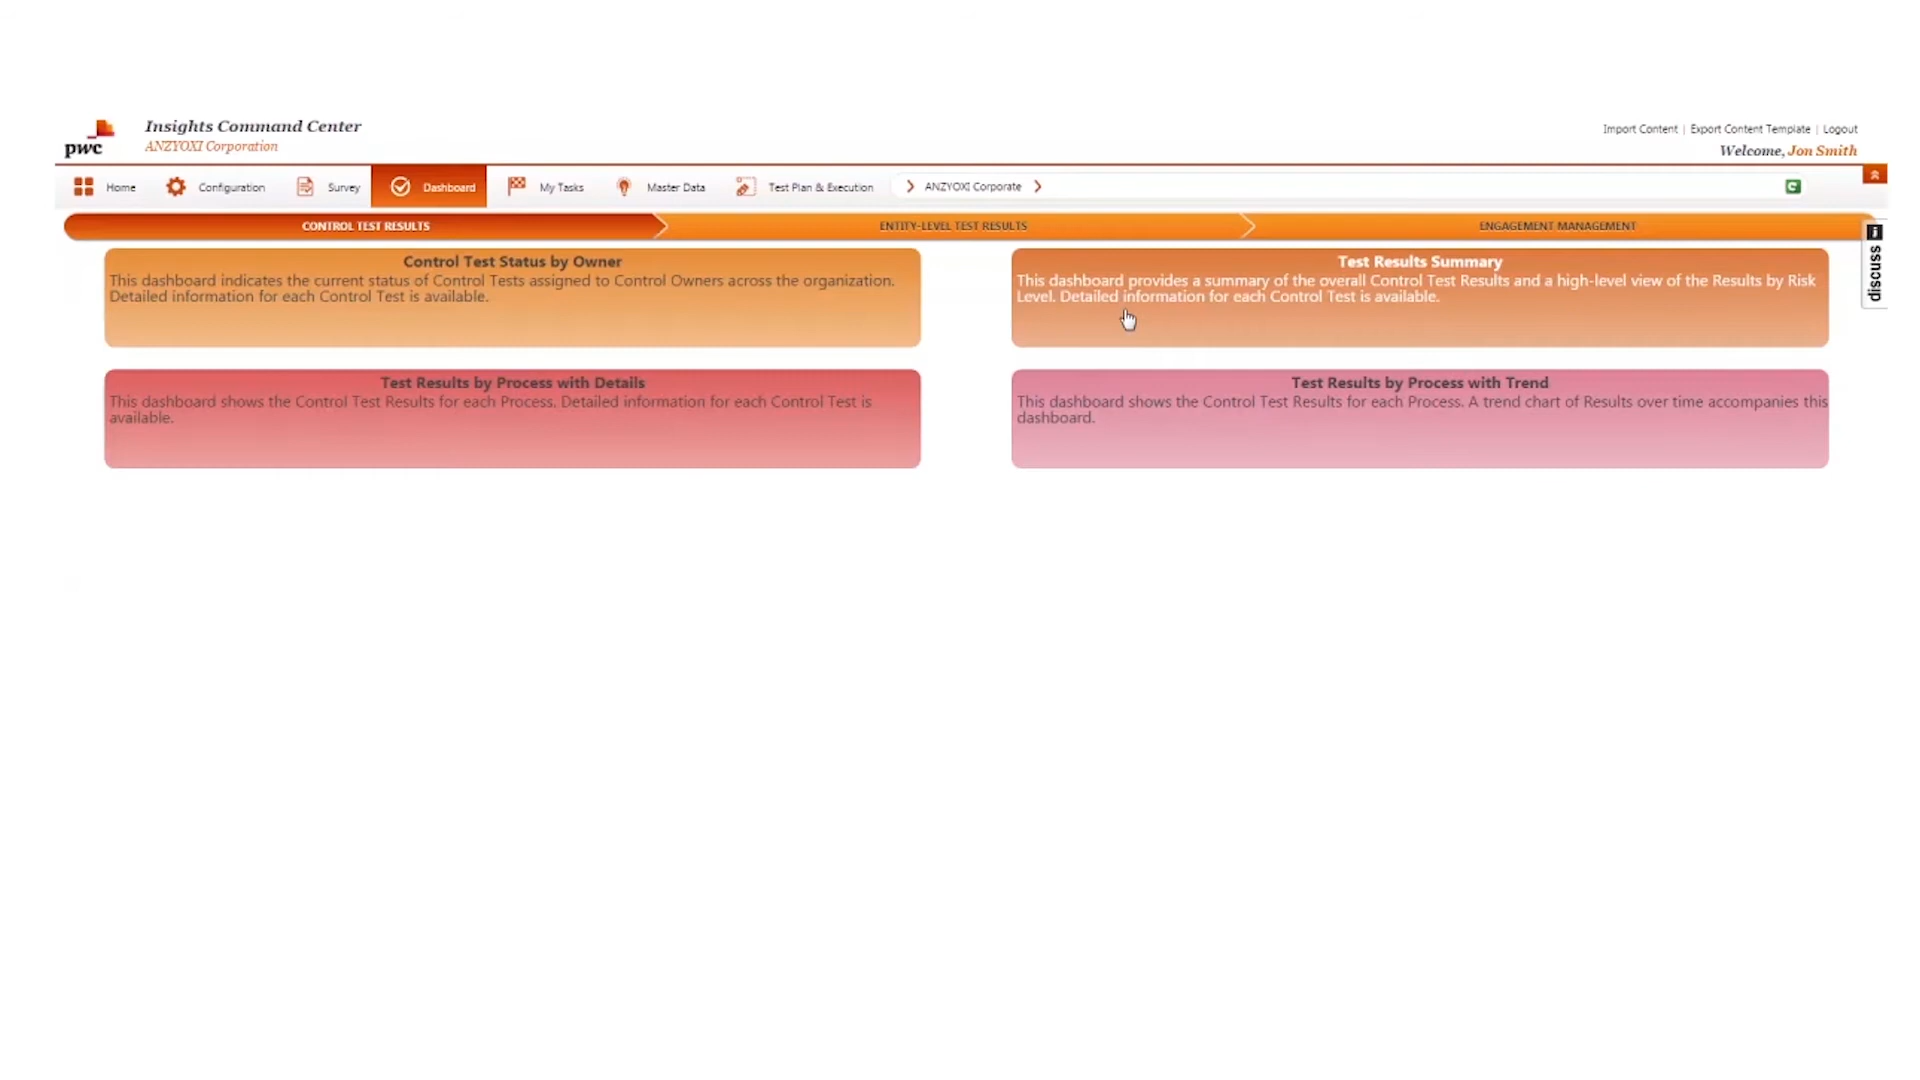 pwc
Insights Command Center
ANZYOXI Corporation
Import Content | Export Content Template | Logout
Welcome, Jon Smith
Home
Configuration
Survey
Dashboard
My Tasks
Master Data
Test Plan & Execution
ANZYOXI Corporate
CONTROL TEST RESULTS
ENTITY-LEVEL TEST RESULTS
ENGAGEMENT MANAGEMENT
discuss
Control Test Status by Owner
This dashboard indicates the current status of Control Tests assigned to Control Owners across the organization.
Detailed information for each Control Test is available.
Test Results Summary
This dashboard provides a summary of the overall Control Test Results and a high-level view of the Results by Risk
Level. Detailed information for each Control Test is available.
Test Results by Process with Details
This dashboard shows the Control Test Results for each Process. Detailed information for each Control Test is
available.
Test Results by Process with Trend
This dashboard shows the Control Test Results for each Process. A trend chart of Results over time accompanies this
dashboard.